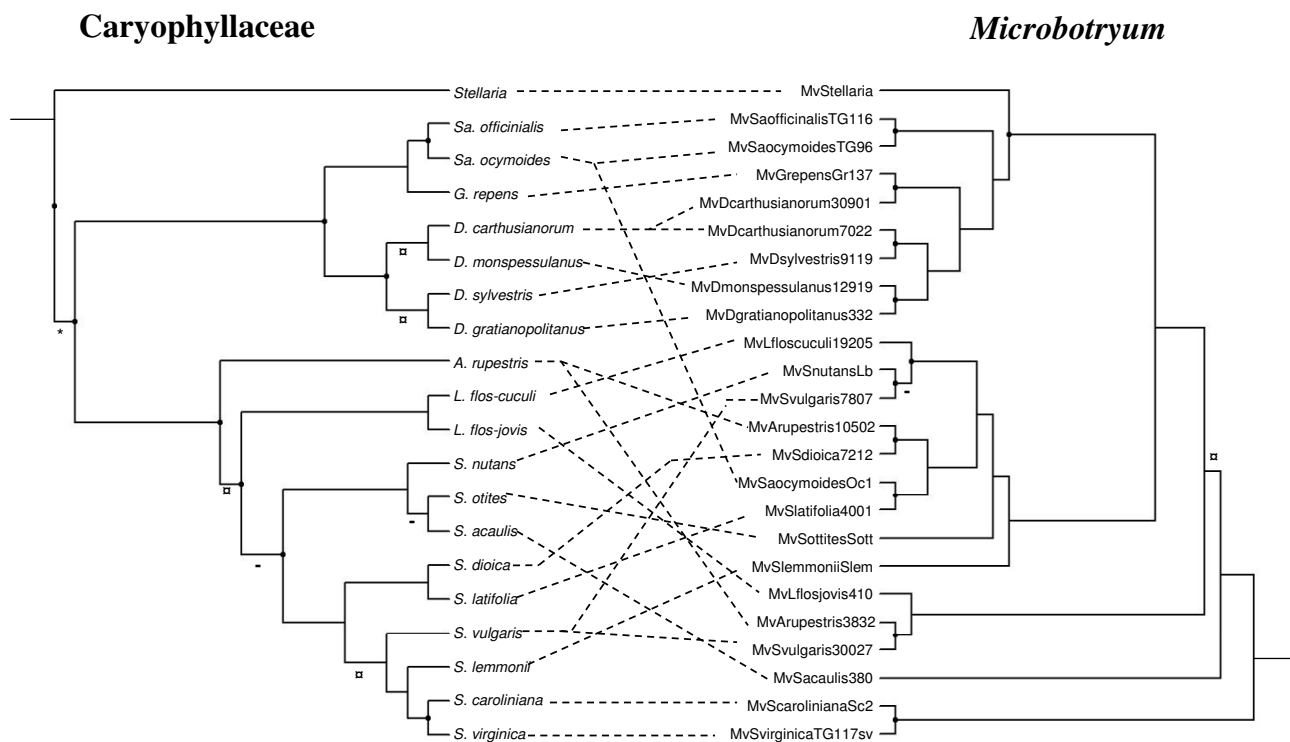 Caryophyllaceae
Microbotryum
Stellaria
Sa. officinialis
Sa. ocymoides
G. repens
D. carthusianorum
D. monspessulanus
D. sylvestris
D. gratianopolitanus
A. rupestris
L. flos-cuculi
L. flos-jovis
S. nutans
S. otites
S. acaulis
S. dioica
S. latifolia
S. vulgaris
S. lemmonii
S. caroliniana
S. virginica
MvStellaria
MvSaofficinalisTG116
MvSaocymoidesTG96
MvGrepensGr137
MvDcarthusianorum30901
MvDcarthusianorum7022
MvDsylvestris9119
MvDmonspessulanus12919
MvDgratianopolitanus332
MvLfloscuculi19205
MvSnutansLb
MvSvulgaris7807
MvArupestris10502
MvSdioica7212
MvSaocymoidesOc1
MvSlatifolia4001
MvSottitesSott
MvSlemmoniiSlem
MvLflosjovis410
MvArupestris3832
MvSvulgaris30027
MvSacaulis380
MvScarolinianaSc2
MvSvirginicaTG117sv
*
¤
¤
¤
-
-
¤
-
¤